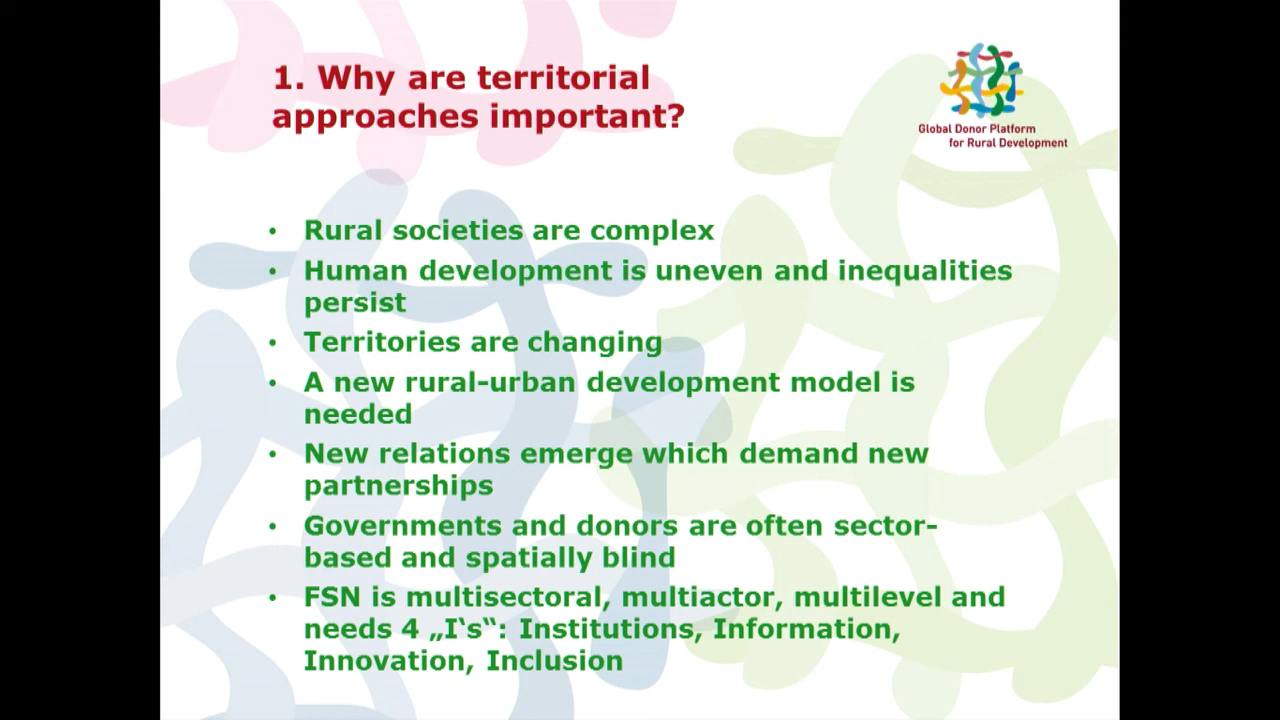 1. Why are territorial
approaches important?
Global Donor Platform
for Rural Development
• Rural societies are complex
• Human development is uneven and inequalities
persist
• Territories are changing
• A new rural-urban development model is
needed
• New relations emerge which demand new
partnerships
• Governments and donors are often sector-
based and spatially blind
• FSN is multisectoral, multiactor, multilevel and
needs 4 „I‘s“: Institutions, Information,
Innovation, Inclusion